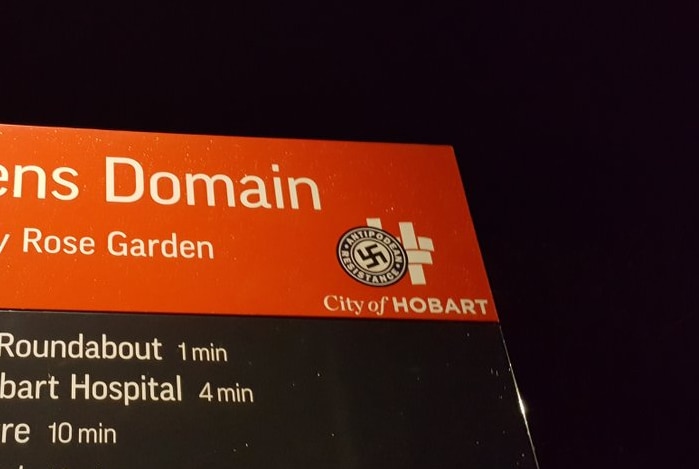 ens Domain
y Rose Garden
ANTIPODEAN
RESISTANCE
City of HOBART
Roundabout 1 min
bart Hospital 4 min
re 10 min